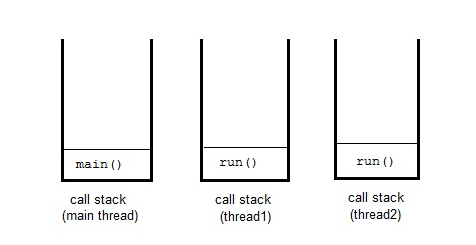 main()
run()
run()
call stack
(main thread)
call stack
(thread1)
call stack
(thread2)